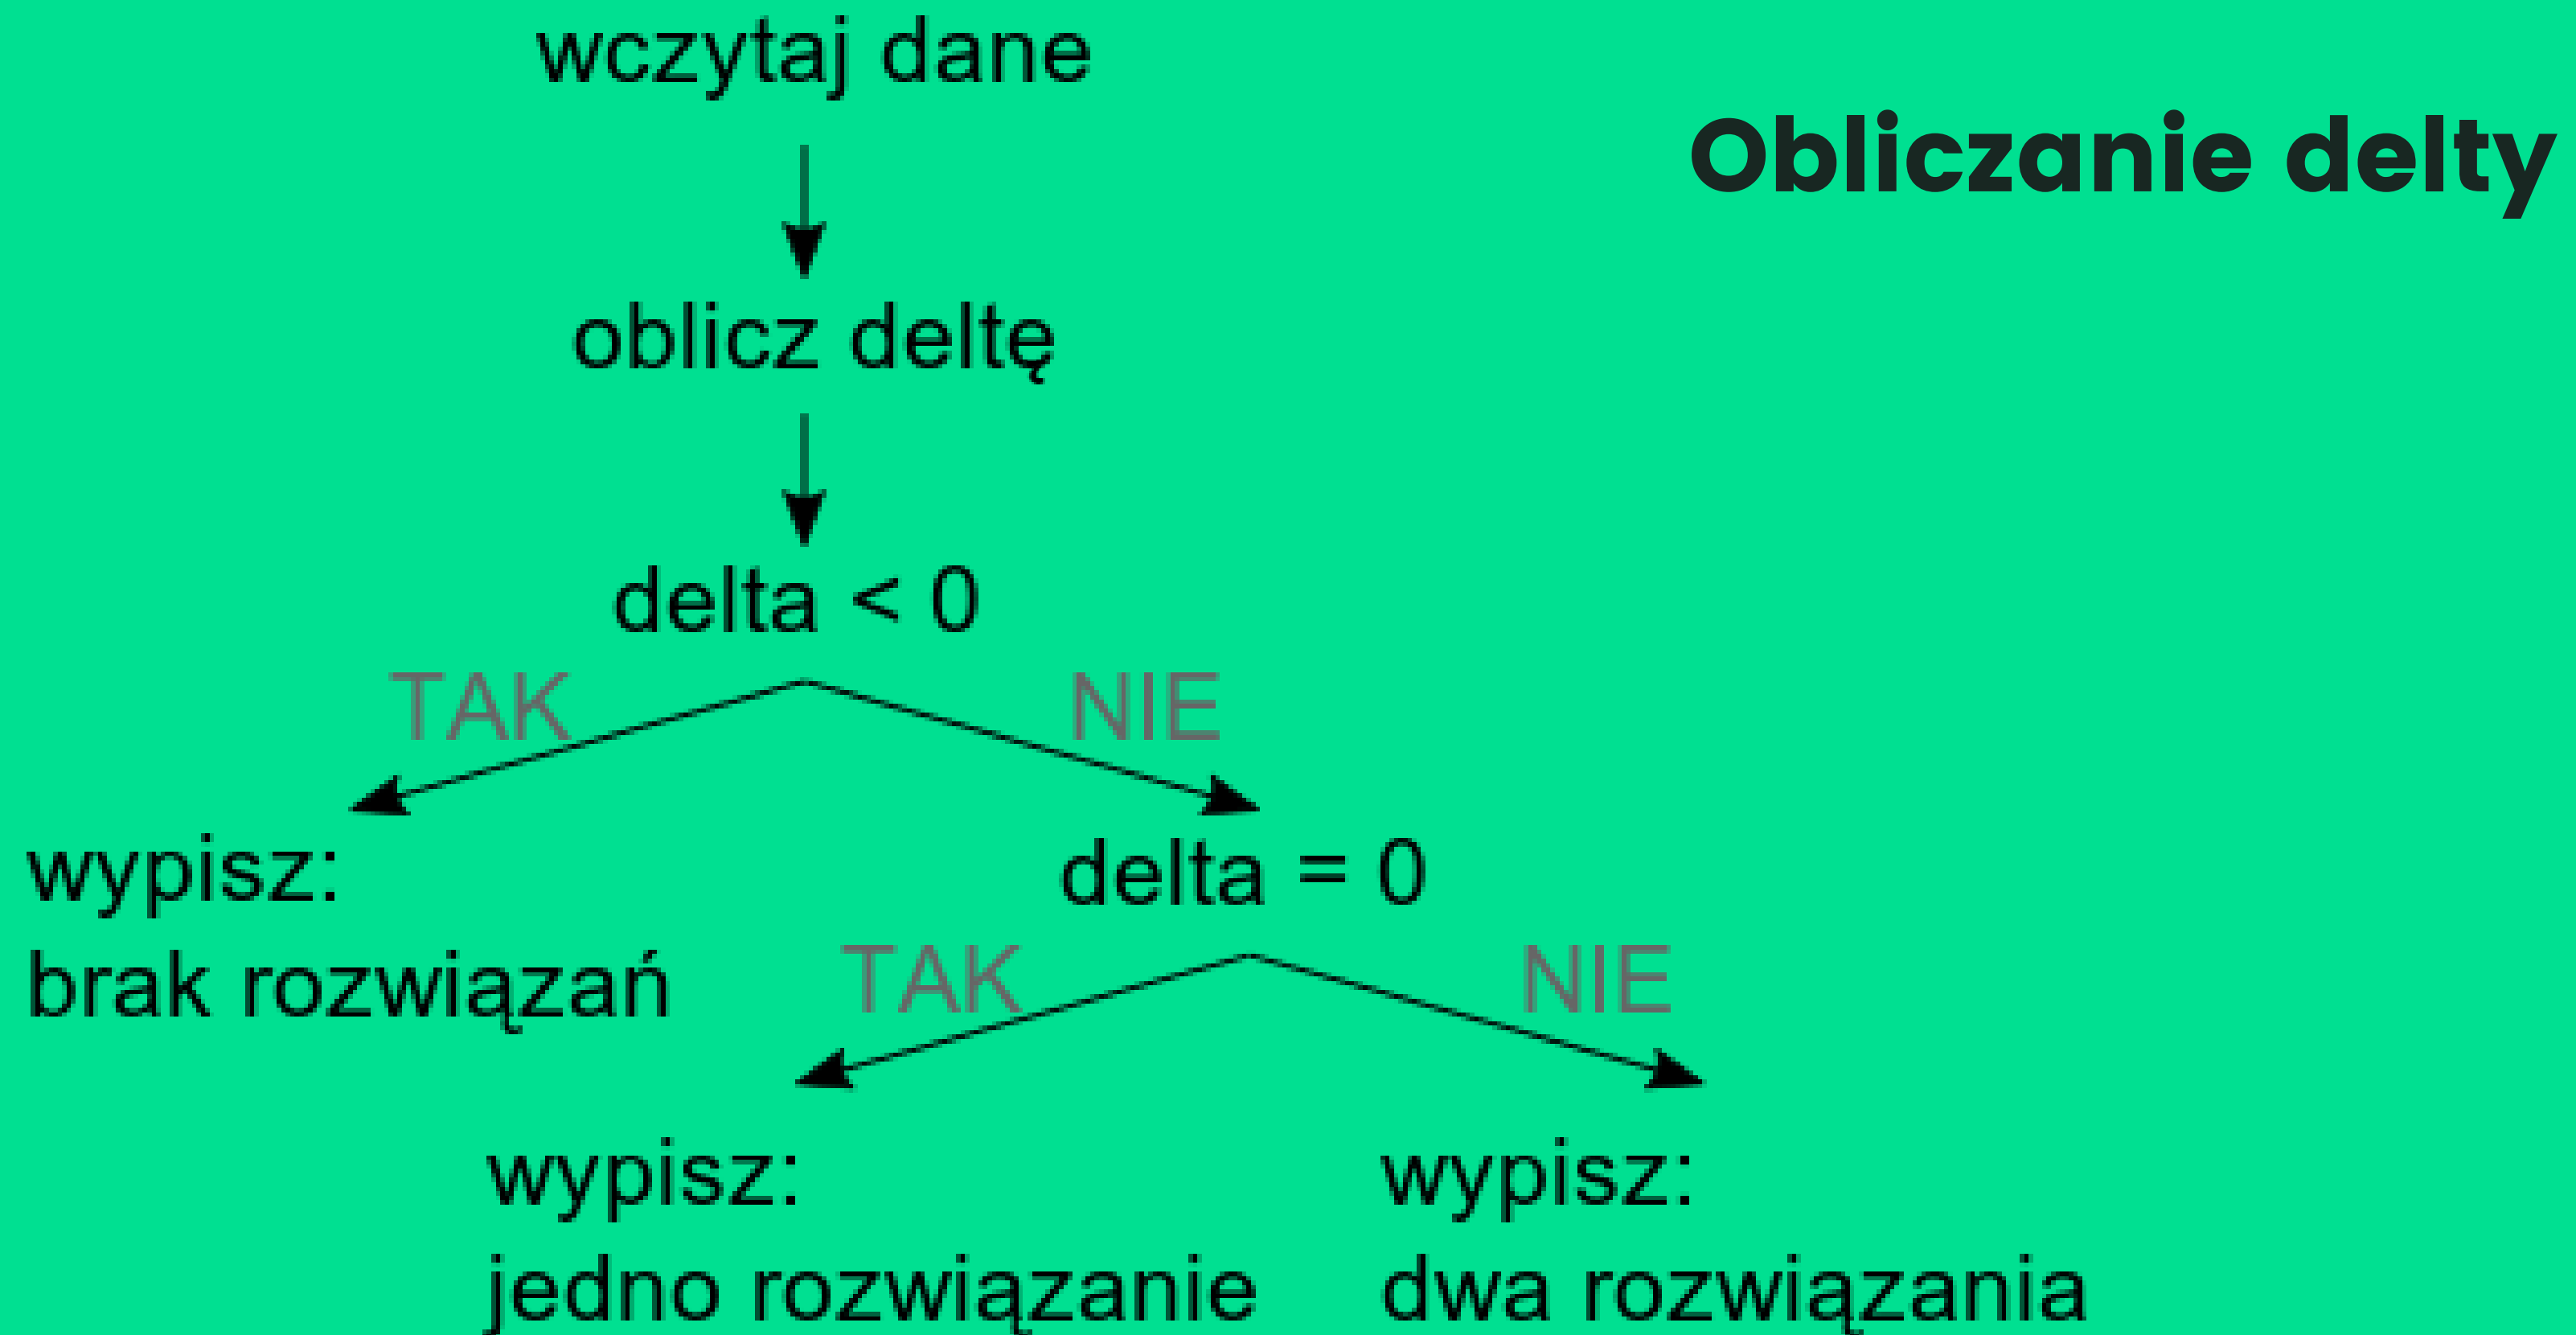 wczytaj dane
Obliczanie delty
oblicz deltę
delta < 0
TAK
NIE
wypisz:
brak rozwiązań
delta = 0
TAK
NIE
wypisz:
jedno rozwiązanie
wypisz:
dwa rozwiązania